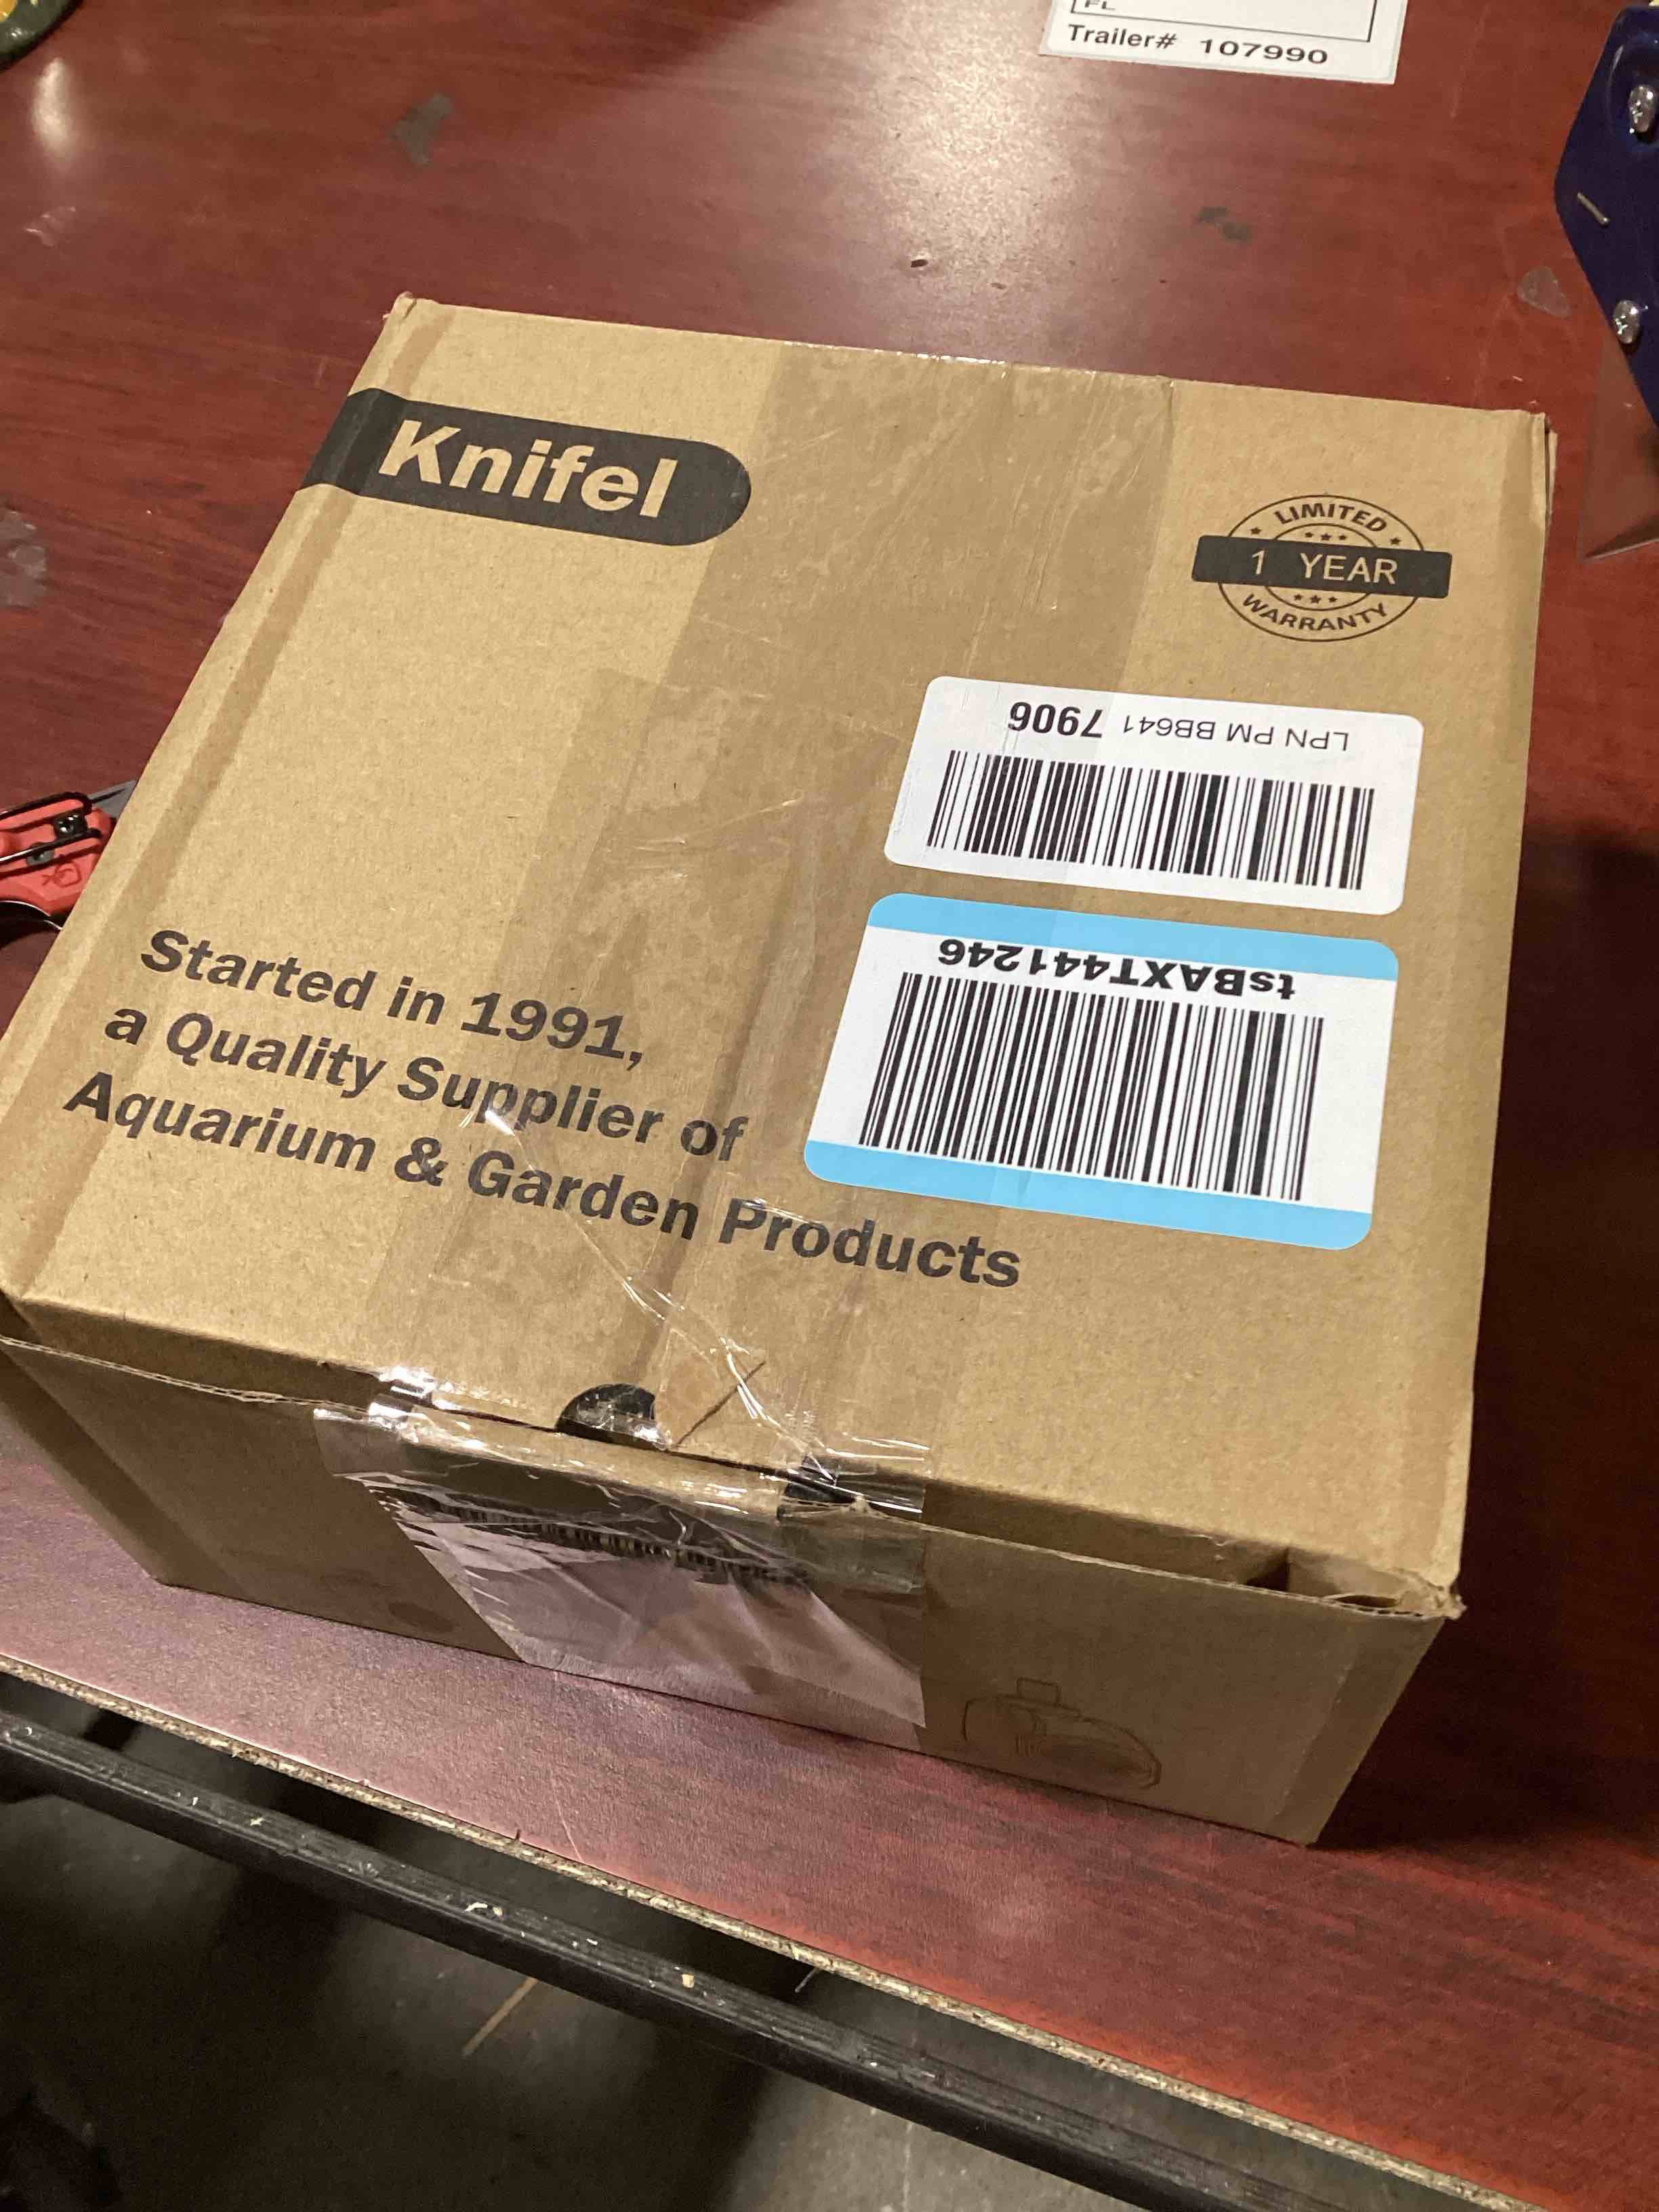 FL
Trailer# 107990
Knifel
LIMITED
1 YEAR
WARRANTY
LPN PM BB641 7906
tsBAXT441246
Started in 1991,
a Quality Supplier of
Aquarium & Garden Products